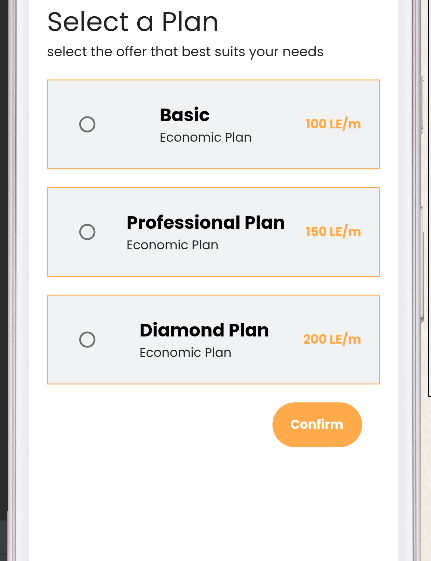 Select a Plan
select the offer that best suits your needs
Basic
Economic Plan
100 LE/m
Professional Plan
Economic Plan
150 LE/m
Diamond Plan
Economic Plan
200 LE/m
Confirm